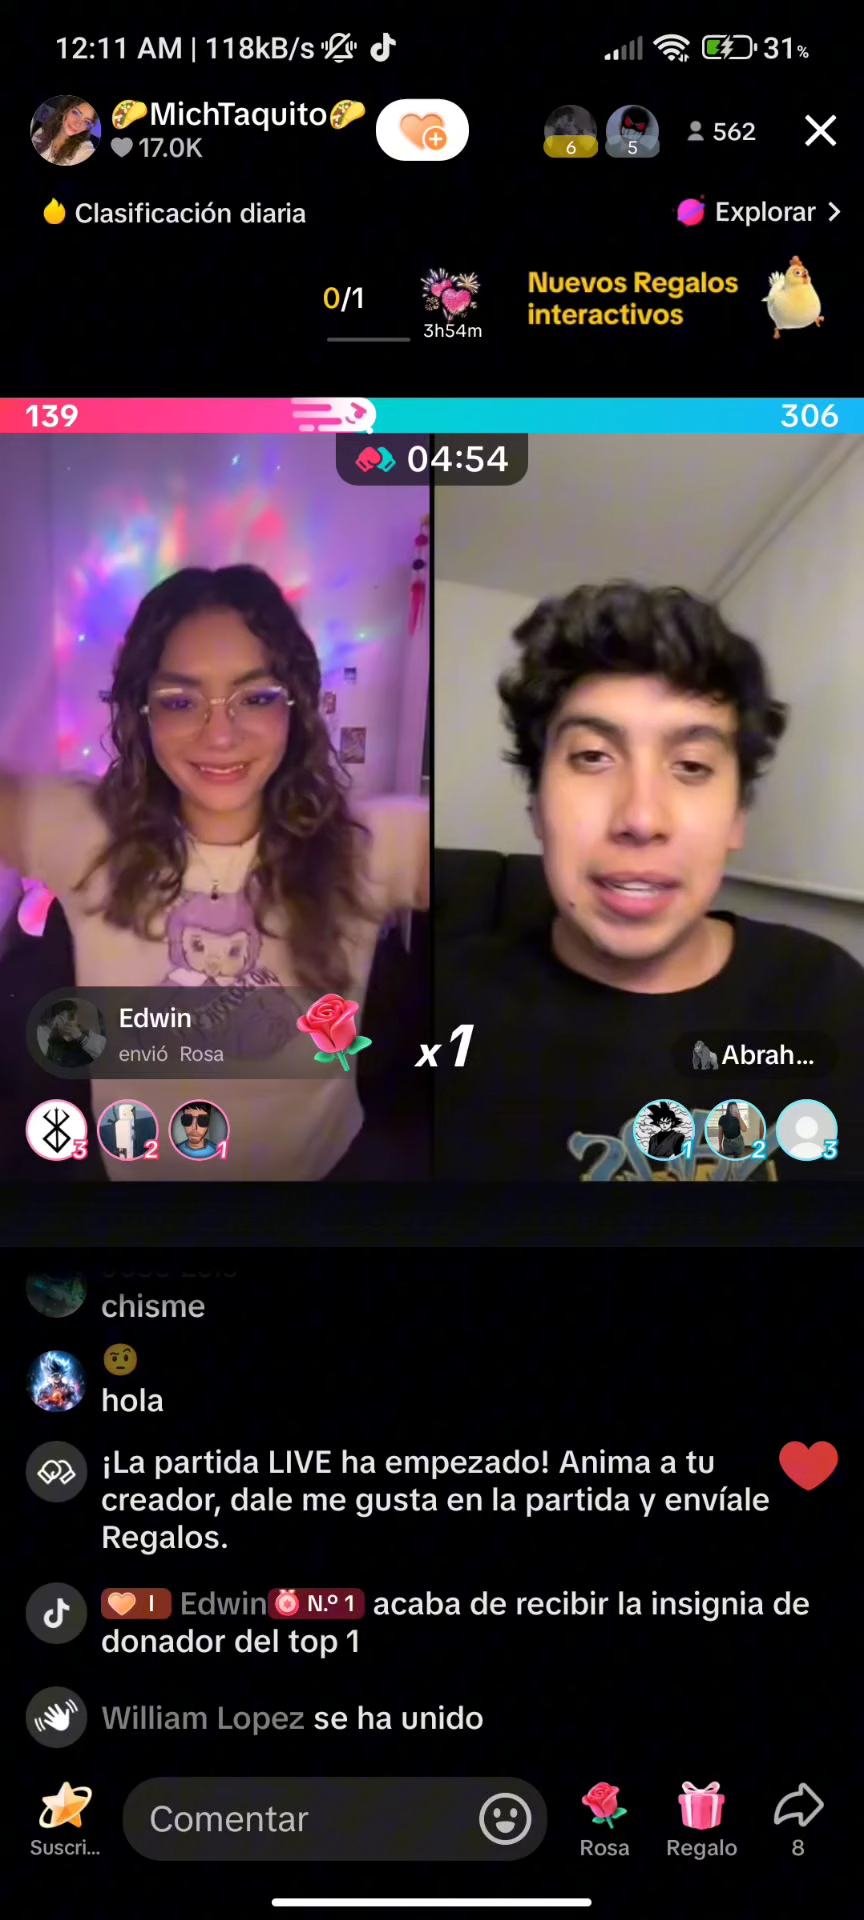 12:11 AM | 118kB/s
31%
🌮MichTaquito🌮
17.0K
6
5
562
Clasificación diaria
Explorar >
0/1
3h54m
Nuevos Regalos
interactivos
139
306
04:54
Edwin
envió Rosa
x1
🦍Abrah...
3
2
1
1
2
3
chisme
🤨
hola
¡La partida LIVE ha empezado! Anima a tu
creador, dale me gusta en la partida y envíale
Regalos.
I Edwin N.º 1 acaba de recibir la insignia de
donador del top 1
William Lopez se ha unido
Suscri...
Comentar
Rosa
Regalo
8